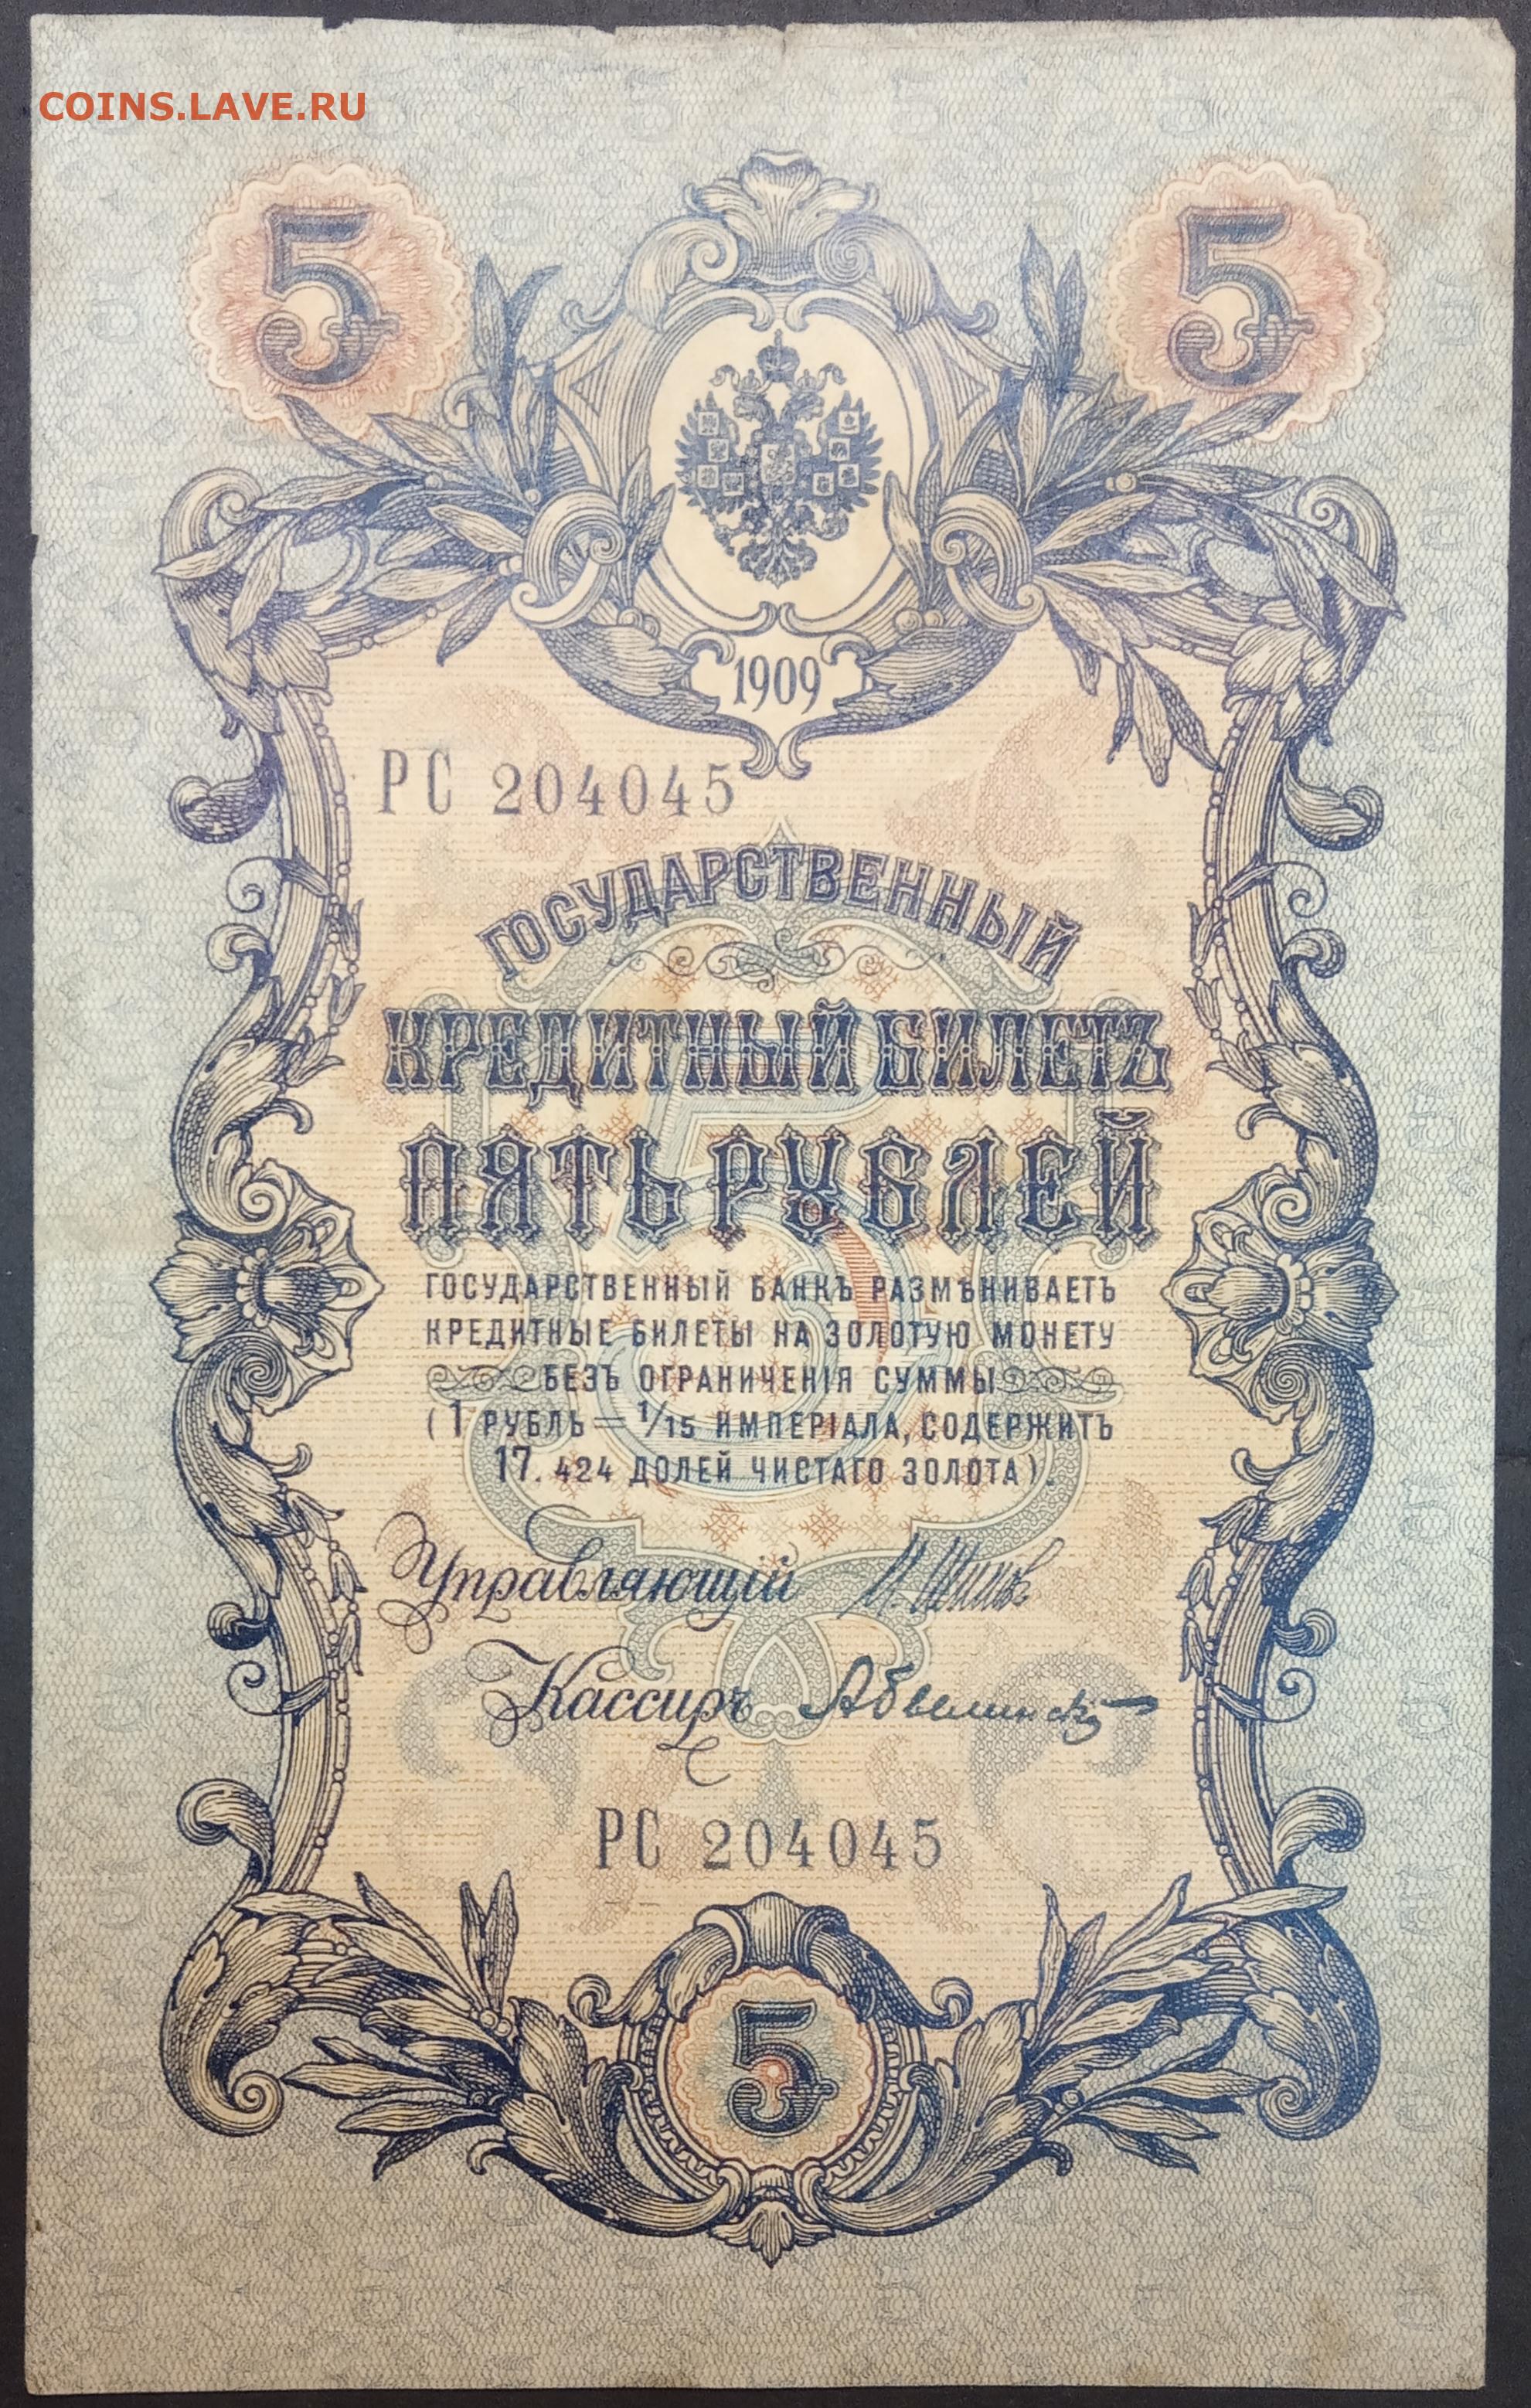 COINS.LAVE.RU
5 5
1909
РС 204045
ГОСУДАРСТВЕННЫЙ
КРЕДИТНЫЙ БИЛЕТЪ
ПЯТЬ РУБЛЕЙ
ГОСУДАРСТВЕННЫЙ БАНКЪ РАЗМѢНИВАЕТЪ
КРЕДИТНЫЕ БИЛЕТЫ НА ЗОЛОТУЮ МОНЕТУ
БЕЗЪ ОГРАНИЧЕНІЯ СУММЫ
(1 РУБЛЬ = 1/15 ИМПЕРІАЛА, СОДЕРЖИТЪ
17. 424 ДОЛЕЙ ЧИСТАГО ЗОЛОТА).
Управляющій И. Шипов
Кассиръ
РС 204045
5